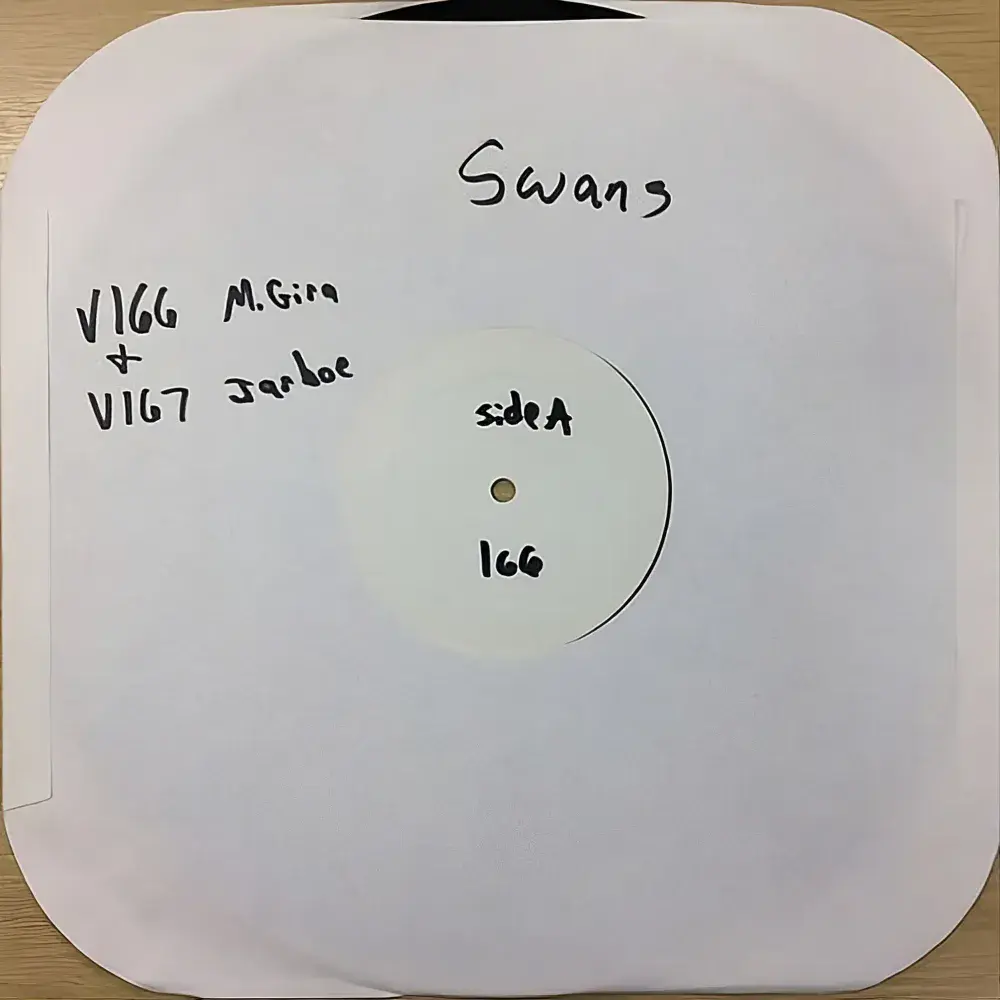 Swans
V166 M. Gira
+
V167 Jarboe
side A
166